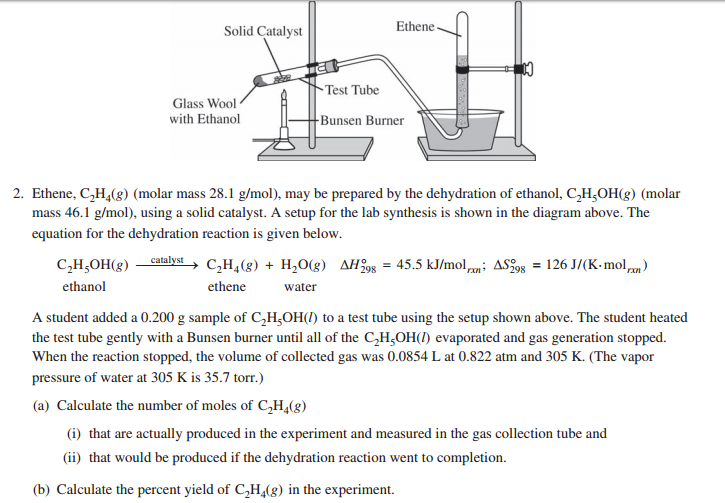 Solid Catalyst
Ethene
Test Tube
Glass Wool
with Ethanol
Bunsen Burner
2. Ethene, C₂H₄(g) (molar mass 28.1 g/mol), may be prepared by the dehydration of ethanol, C₂H₅OH(g) (molar
mass 46.1 g/mol), using a solid catalyst. A setup for the lab synthesis is shown in the diagram above. The
equation for the dehydration reaction is given below.
C₂H₅OH(g) catalyst→ C₂H₄(g) + H₂O(g) ΔH°₂₉₈ = 45.5 kJ/molᵣₓₙ; ΔS°₂₉₈ = 126 J/(K·molᵣₓₙ)
ethanol ethene water
A student added a 0.200 g sample of C₂H₅OH(l) to a test tube using the setup shown above. The student heated
the test tube gently with a Bunsen burner until all of the C₂H₅OH(l) evaporated and gas generation stopped.
When the reaction stopped, the volume of collected gas was 0.0854 L at 0.822 atm and 305 K. (The vapor
pressure of water at 305 K is 35.7 torr.)
(a) Calculate the number of moles of C₂H₄(g)
(i) that are actually produced in the experiment and measured in the gas collection tube and
(ii) that would be produced if the dehydration reaction went to completion.
(b) Calculate the percent yield of C₂H₄(g) in the experiment.